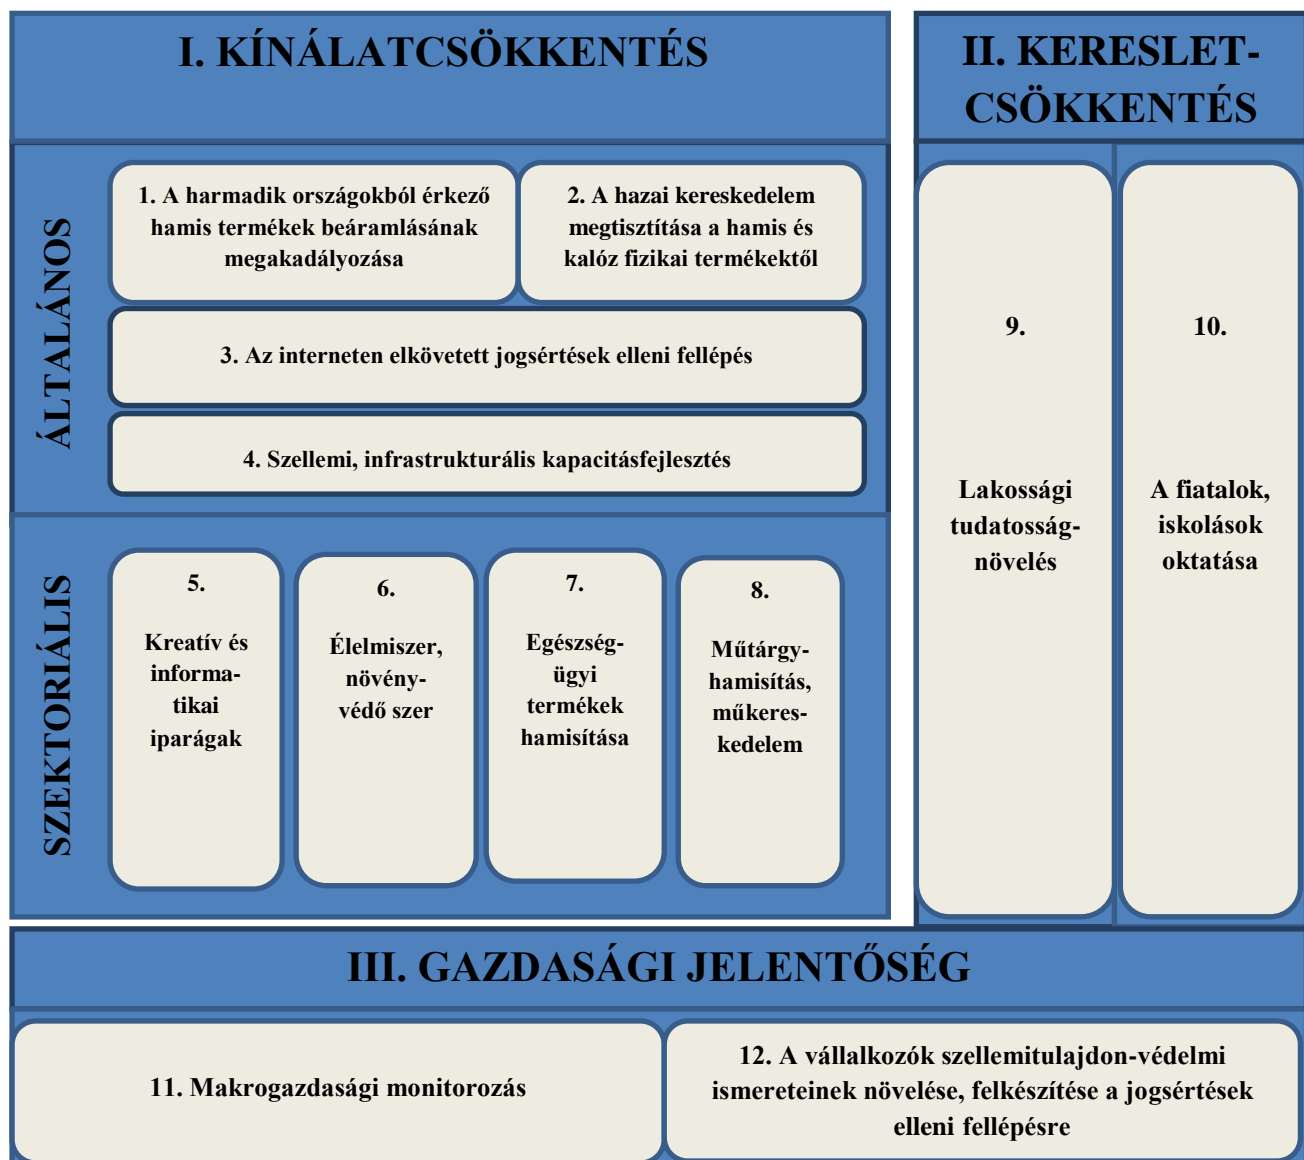 I. KÍNÁLATCSÖKKENTÉS
ÁLTALÁNOS
1. A harmadik országokból érkező
hamis termékek beáramlásának
megakadályozása
2. A hazai kereskedelem
megtisztítása a hamis és
kalóz fizikai termékektől
3. Az interneten elkövetett jogsértések elleni fellépés
4. Szellemi, infrastrukturális kapacitásfejlesztés
SZEKTORIÁLIS
5.
Kreatív és
informa-
tikai
iparágak
6.
Élelmiszer,
növény-
védő szer
7.
Egészség-
ügyi
termékek
hamisítása
8.
Műtárgy-
hamisítás,
műkeres-
kedelem
II. KERESLET-
CSÖKKENTÉS
9.
Lakossági
tudatosság-
növelés
10.
A fiatalok,
iskolások
oktatása
III. GAZDASÁGI JELENTŐSÉG
11. Makrogazdasági monitorozás
12. A vállalkozók szellemitulajdon-védelmi
ismereteinek növelése, felkészítése a jogsértések
elleni fellépésre